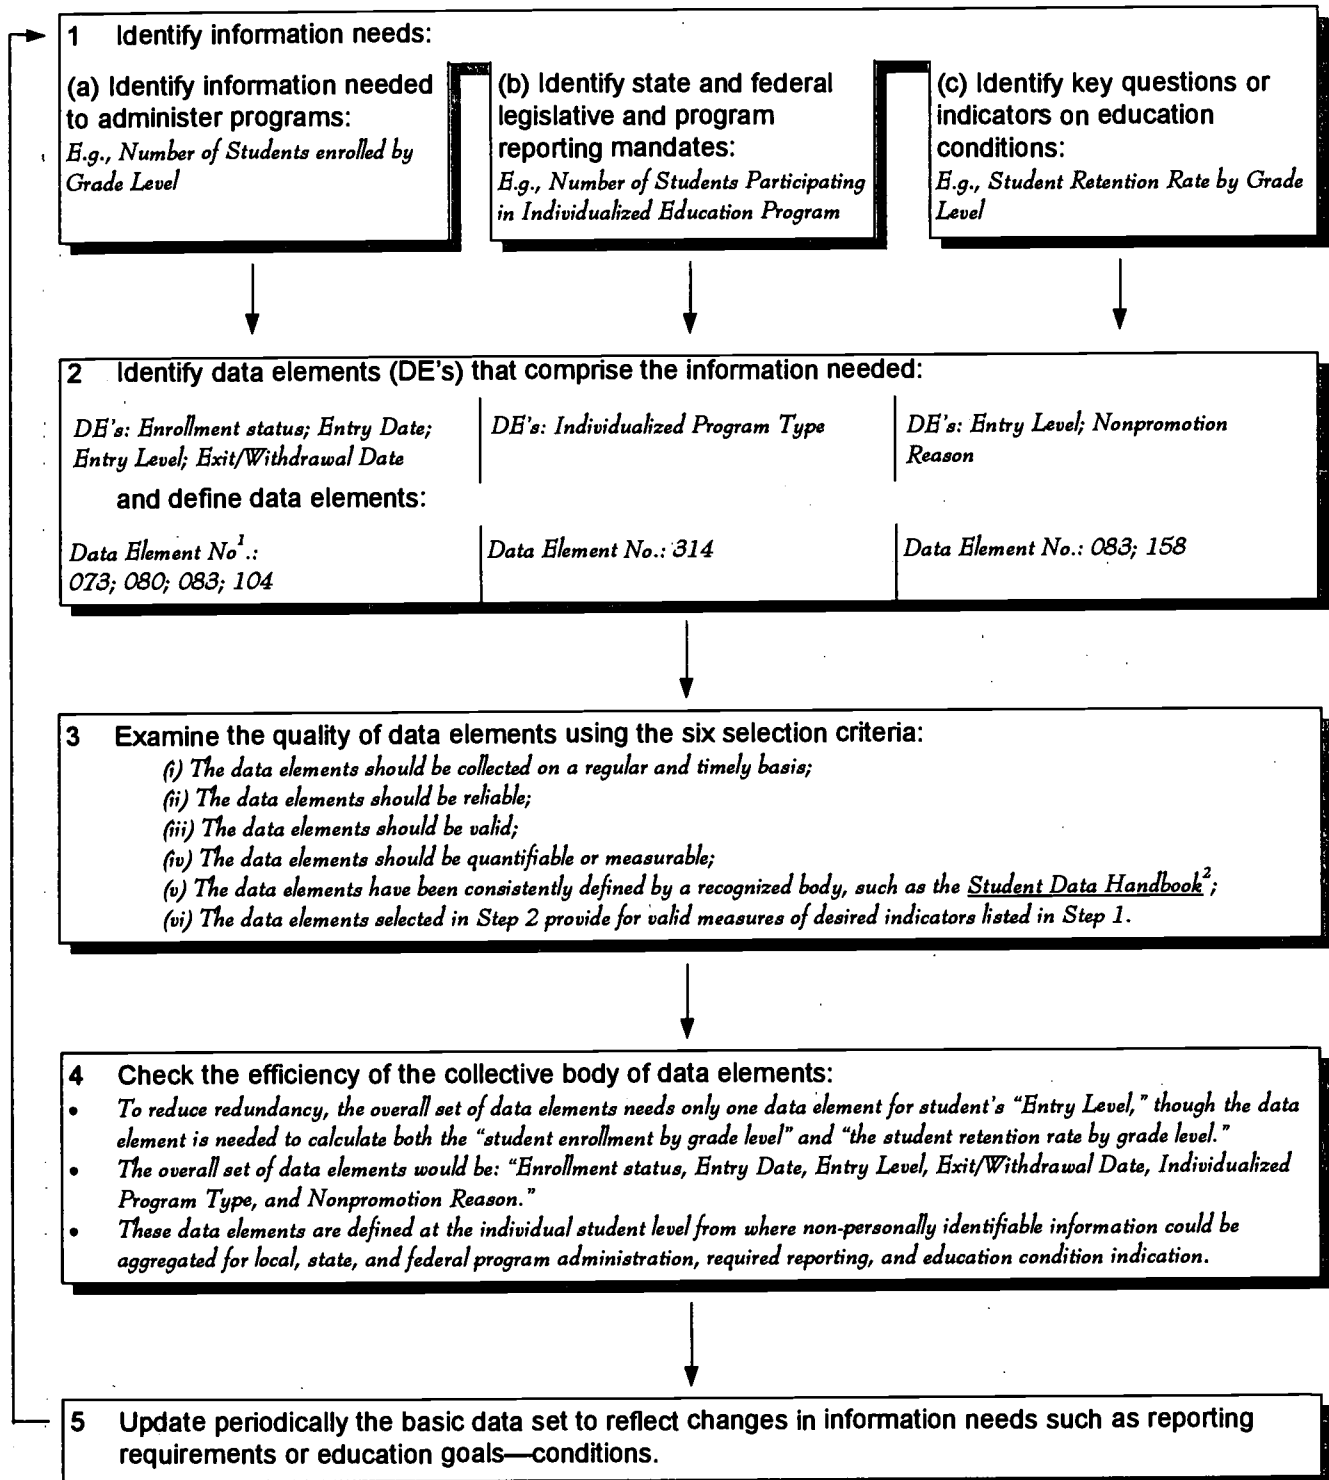 1 Identify information needs:
(a) Identify information needed
to administer programs:
E.g., Number of Students enrolled by
Grade Level
(b) Identify state and federal
legislative and program
reporting mandates:
E.g., Number of Students Participating
in Individualized Education Program
(c) Identify key questions or
indicators on education
conditions:
E.g., Student Retention Rate by Grade
Level
2 Identify data elements (DE's) that comprise the information needed:
DE's: Enrollment status; Entry Date;
Entry Level; Exit/Withdrawal Date
DE's: Individualized Program Type
DE's: Entry Level; Nonpromotion
Reason
and define data elements:
Data Element No¹.:
073; 080; 083; 104
Data Element No.: 314
Data Element No.: 083; 158
3 Examine the quality of data elements using the six selection criteria:
(i) The data elements should be collected on a regular and timely basis;
(ii) The data elements should be reliable;
(iii) The data elements should be valid;
(iv) The data elements should be quantifiable or measurable;
(v) The data elements have been consistently defined by a recognized body, such as the Student Data Handbook²;
(vi) The data elements selected in Step 2 provide for valid measures of desired indicators listed in Step 1.
4 Check the efficiency of the collective body of data elements:
• To reduce redundancy, the overall set of data elements needs only one data element for student's “Entry Level,” though the data
element is needed to calculate both the “student enrollment by grade level” and “the student retention rate by grade level.”
• The overall set of data elements would be: “Enrollment status, Entry Date, Entry Level, Exit/Withdrawal Date, Individualized
Program Type, and Nonpromotion Reason.”
• These data elements are defined at the individual student level from where non-personally identifiable information could be
aggregated for local, state, and federal program administration, required reporting, and education condition indication.
5 Update periodically the basic data set to reflect changes in information needs such as reporting
requirements or education goals—conditions.